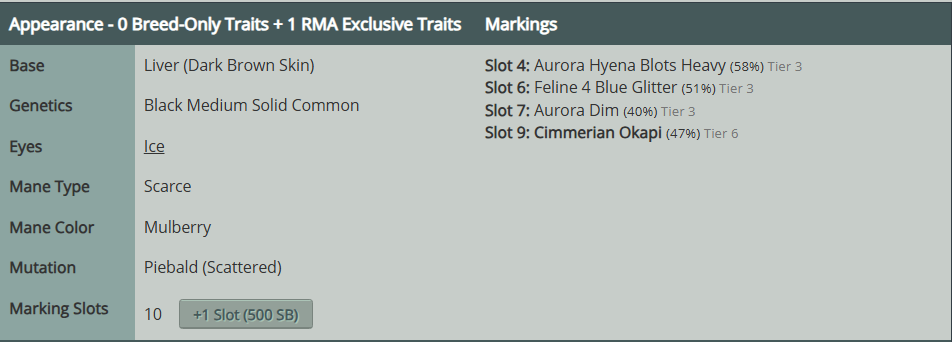 Appearance - 0 Breed-Only Traits + 1 RMA Exclusive Traits
Base Liver (Dark Brown Skin)
Genetics Black Medium Solid Common
Eyes Ice
Mane Type Scarce
Mane Color Mulberry
Mutation Piebald (Scattered)
Marking Slots 10 +1 Slot (500 SB)
Markings
Slot 4: Aurora Hyena Blots Heavy (58%) Tier 3
Slot 6: Feline 4 Blue Glitter (51%) Tier 3
Slot 7: Aurora Dim (40%) Tier 3
Slot 9: Cimmerian Okapi (47%) Tier 6